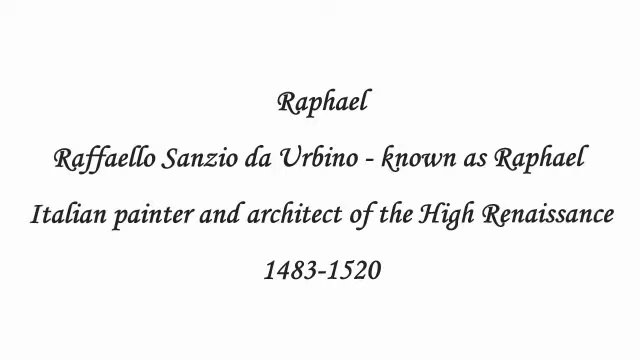 Raphael
Raffaello Sanzio da Urbino - known as Raphael
Italian painter and architect of the High Renaissance
1483-1520